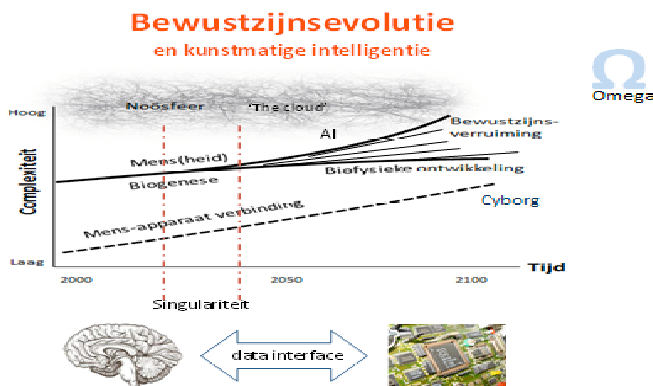 Bewustzijnsevolutie
en kunstmatige intelligentie
Ω
Omega
Hoog
Noösfeer
'The cloud'
AI
Bewustzijns-
verruiming
Mens(heid)
Biogenese
Biofysieke ontwikkeling
Complexiteit
Mens-apparaat verbinding
Cyborg
Laag
Tijd
2000
2050
2100
Singulariteit
data interface